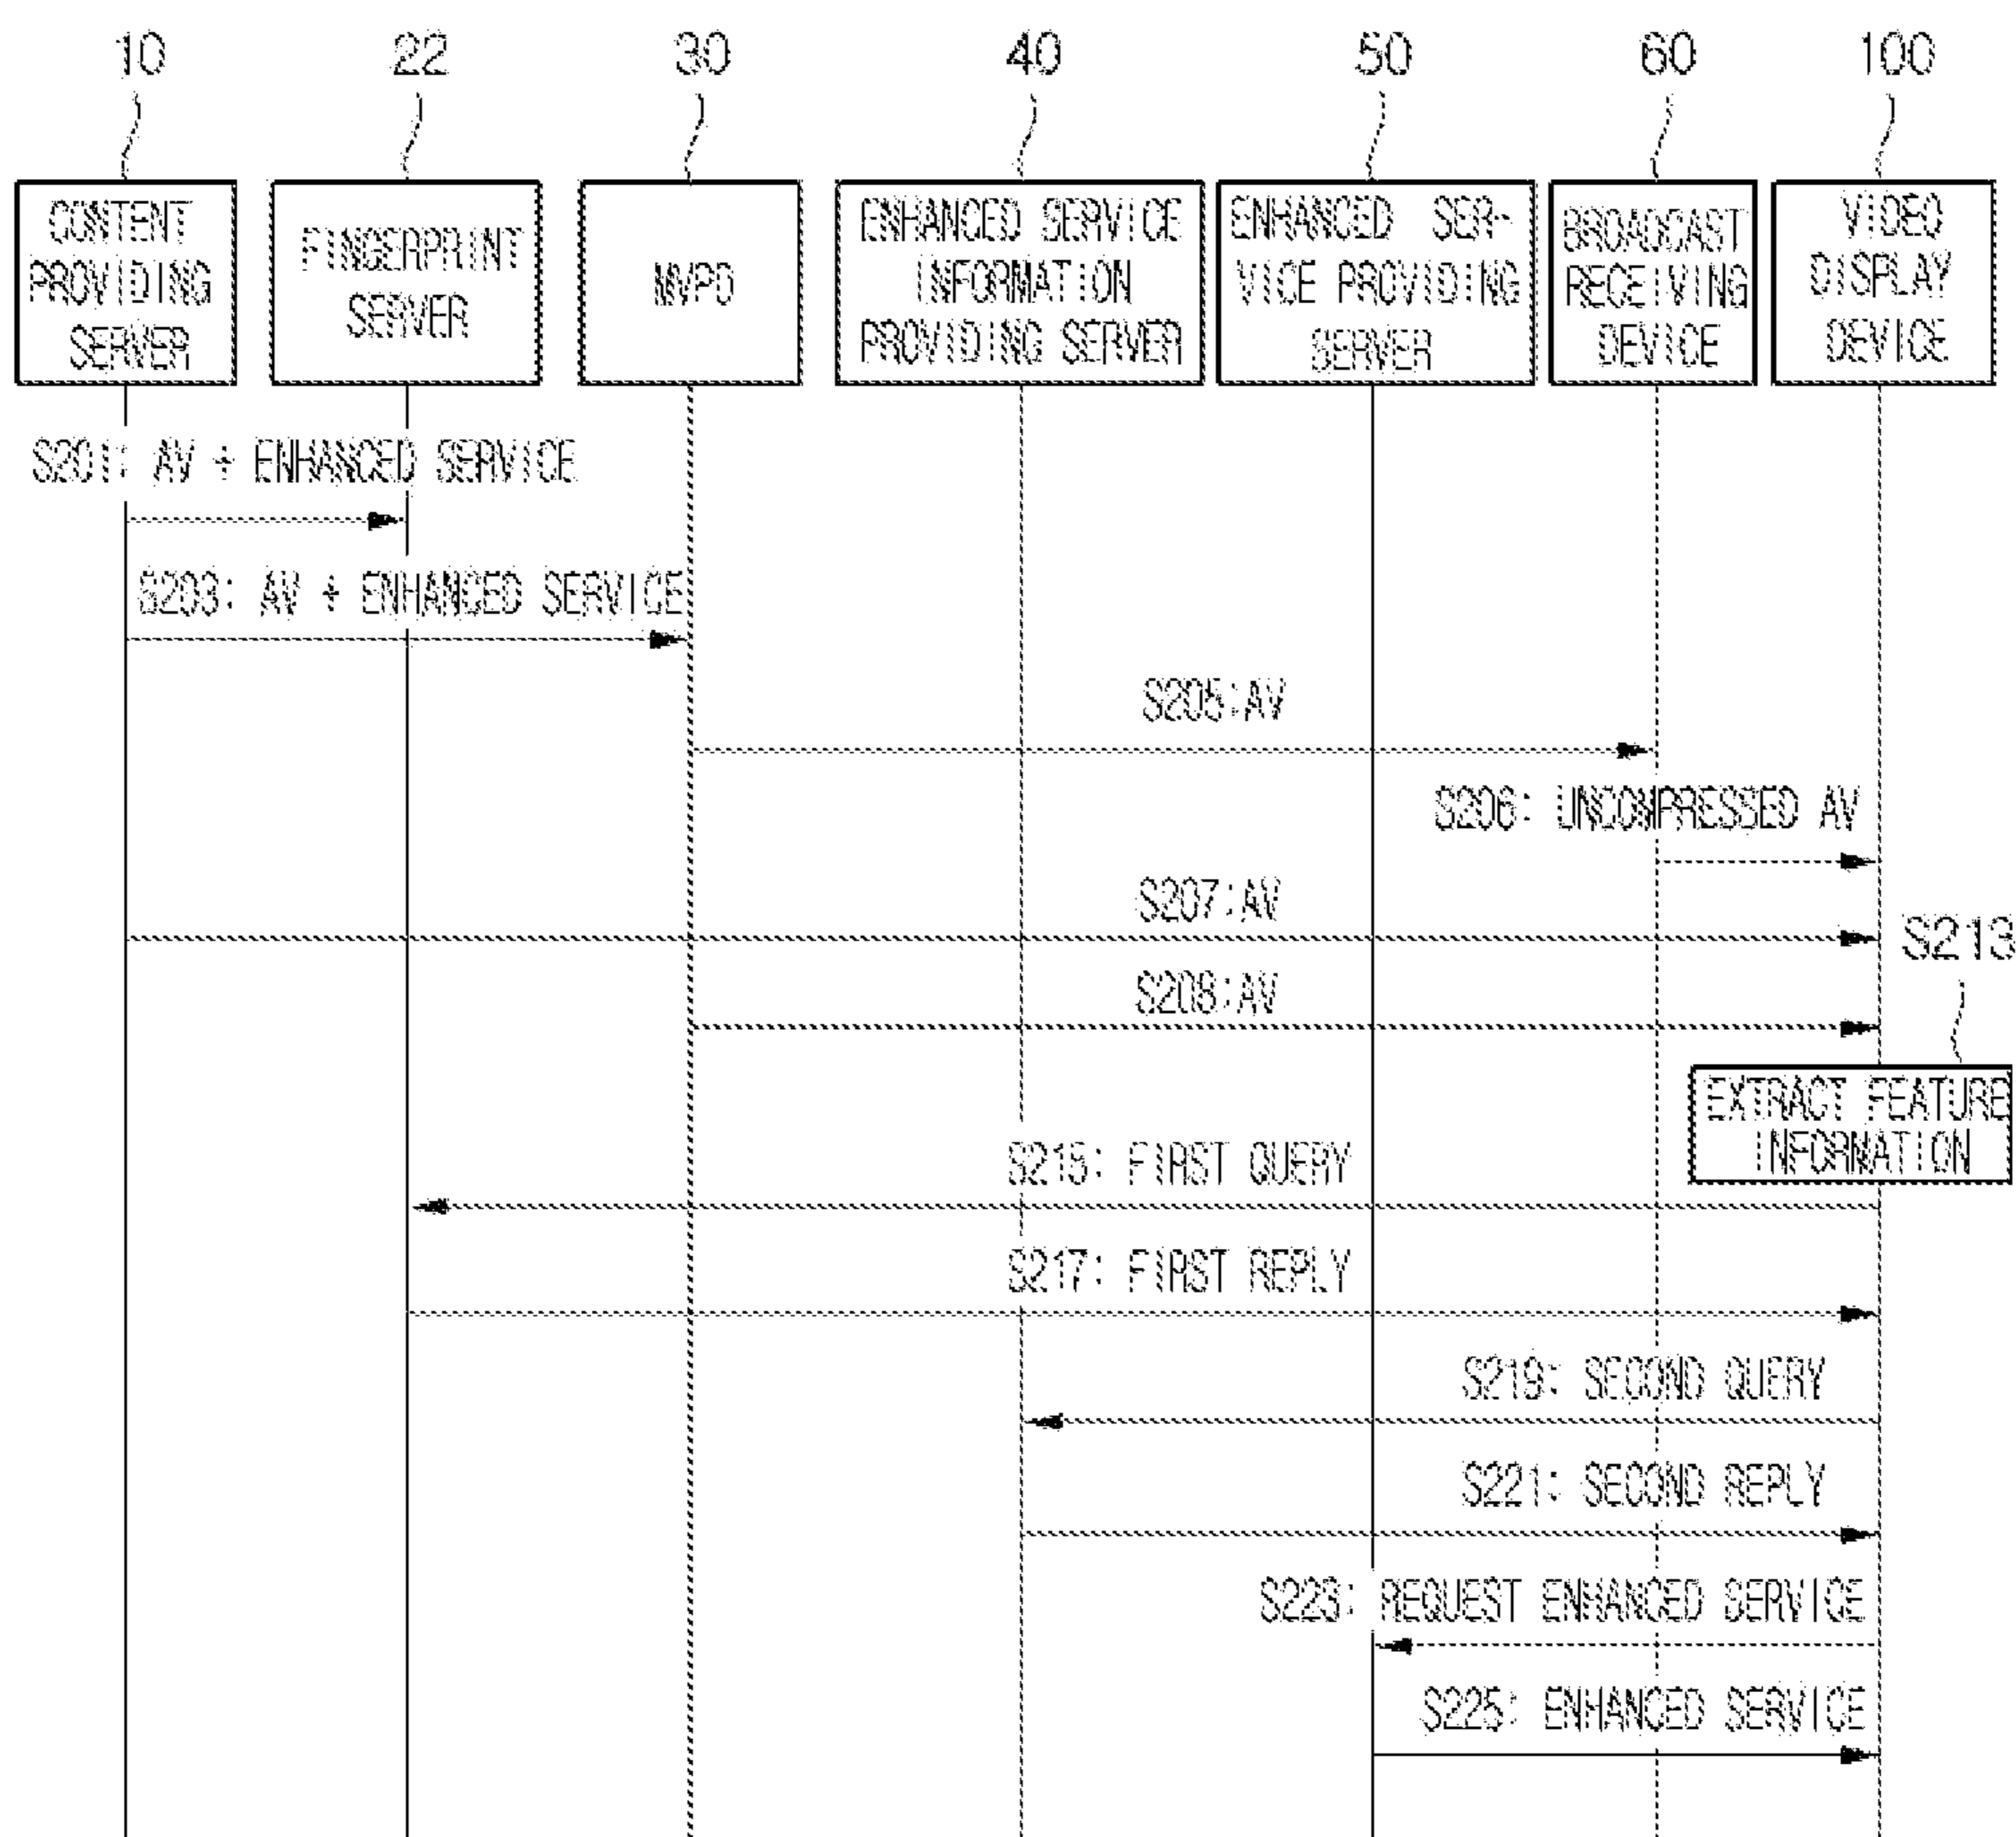 10
22
30
40
50
60
100
CONTENT
PROVIDING
SERVER
FINGERPRINT
SERVER
MVPD
ENHANCED SERVICE
INFORMATION
PROVIDING SERVER
ENHANCED SER-
VICE PROVIDING
SERVER
BROADCAST
RECEIVING
DEVICE
VIDEO
DISPLAY
DEVICE
S201: AV + ENHANCED SERVICE
S203: AV + ENHANCED SERVICE
S205:AV
S206: UNCOMPRESSED AV
S207:AV
S213
S208:AV
EXTRACT FEATURE
INFORMATION
S215: FIRST QUERY
S217: FIRST REPLY
S219: SECOND QUERY
S221: SECOND REPLY
S223: REQUEST ENHANCED SERVICE
S225: ENHANCED SERVICE